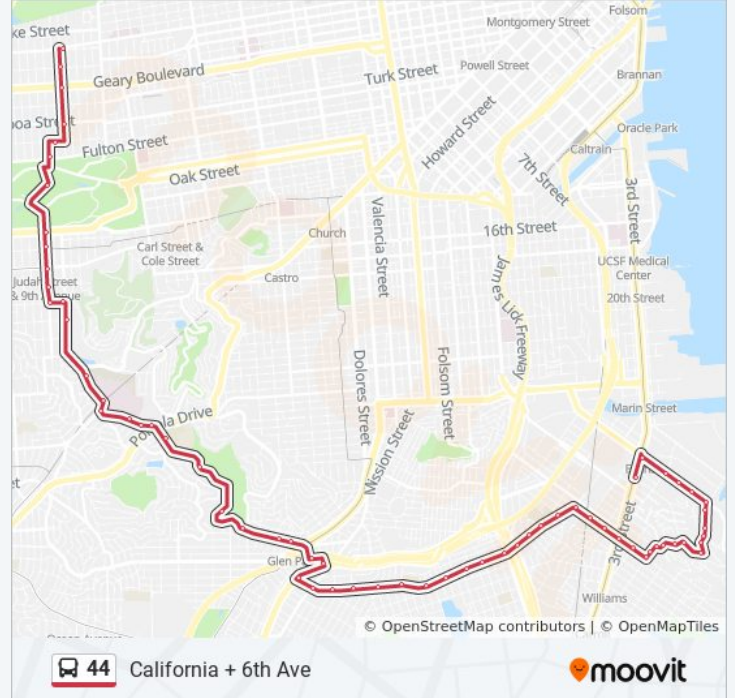 Folsom
Montgomery Street
ke Street
Powell Street
Turk Street
Geary Boulevard
Brannan
Howard Street
oa Street
Oracle Park
Fulton Street
Caltrain
7th Street
Oak Street
3rd Street
Valencia Street
16th Street
Church
Carl Street &
Cole Street
UCSF Medical
Center
Castro
Judah Street
& 9th Avenue
20th Street
James Lick Freeway
Dolores Street
Folsom Street
Marin Street
Portola Drive
Mission Street
et
3rd Street
Glen P
Williams
© OpenStreetMap contributors | © OpenMapTiles
44 California + 6th Ave
moovit